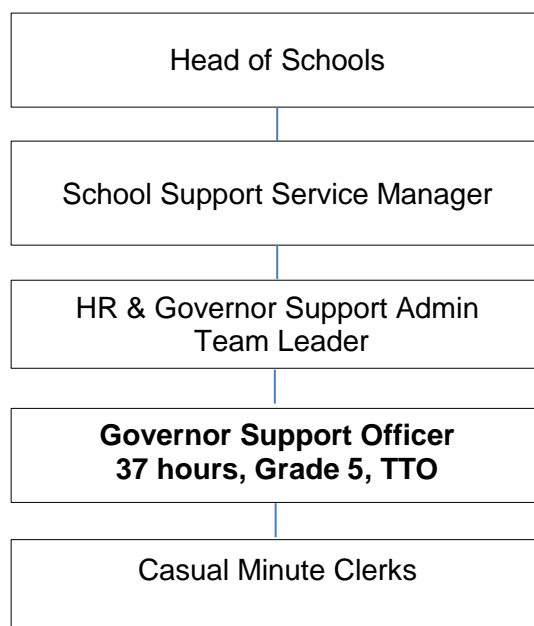 Head of Schools
School Support Service Manager
HR & Governor Support Admin
Team Leader
Governor Support Officer
37 hours, Grade 5, TTO
Casual Minute Clerks